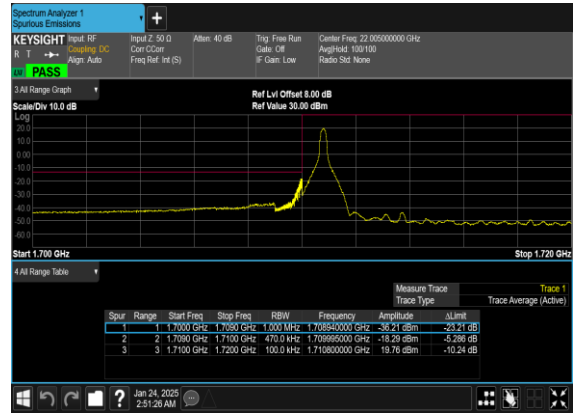 Spectrum Analyzer 1
Spurious Emissions
+
KEYSIGHT Input: RF Input Z: 50 Ω Atten: 40 dB Trig: Free Run Center Freq: 22.005000000 GHz
R T Coupling: DC Corr CCorr Gate: Off Avg|Hold: 100/100
Align: Auto Freq Ref: Int (S) IF Gain: Low Radio Std: None
PASS
3 All Range Graph
Ref Lvl Offset 8.00 dB
Scale/Div 10.0 dB Ref Value 30.00 dBm
Log
20.0
10.0
0.00
-10.0
-20.0
-30.0
-40.0
-50.0
-60.0
Start 1.700 GHz Stop 1.720 GHz
4 All Range Table
Measure Trace Trace 1
Trace Type Trace Average (Active)
Spur Range Start Freq Stop Freq RBW Frequency Amplitude ΔLimit
1 1 1.7000 GHz 1.7090 GHz 1.000 MHz 1.708940000 GHz -36.21 dBm -23.21 dB
2 2 1.7090 GHz 1.7100 GHz 470.0 kHz 1.709995000 GHz -18.29 dBm -5.286 dB
3 3 1.7100 GHz 1.7200 GHz 100.0 kHz 1.710800000 GHz 19.76 dBm -10.24 dB
? Jan 24, 2025
2:51:26 AM